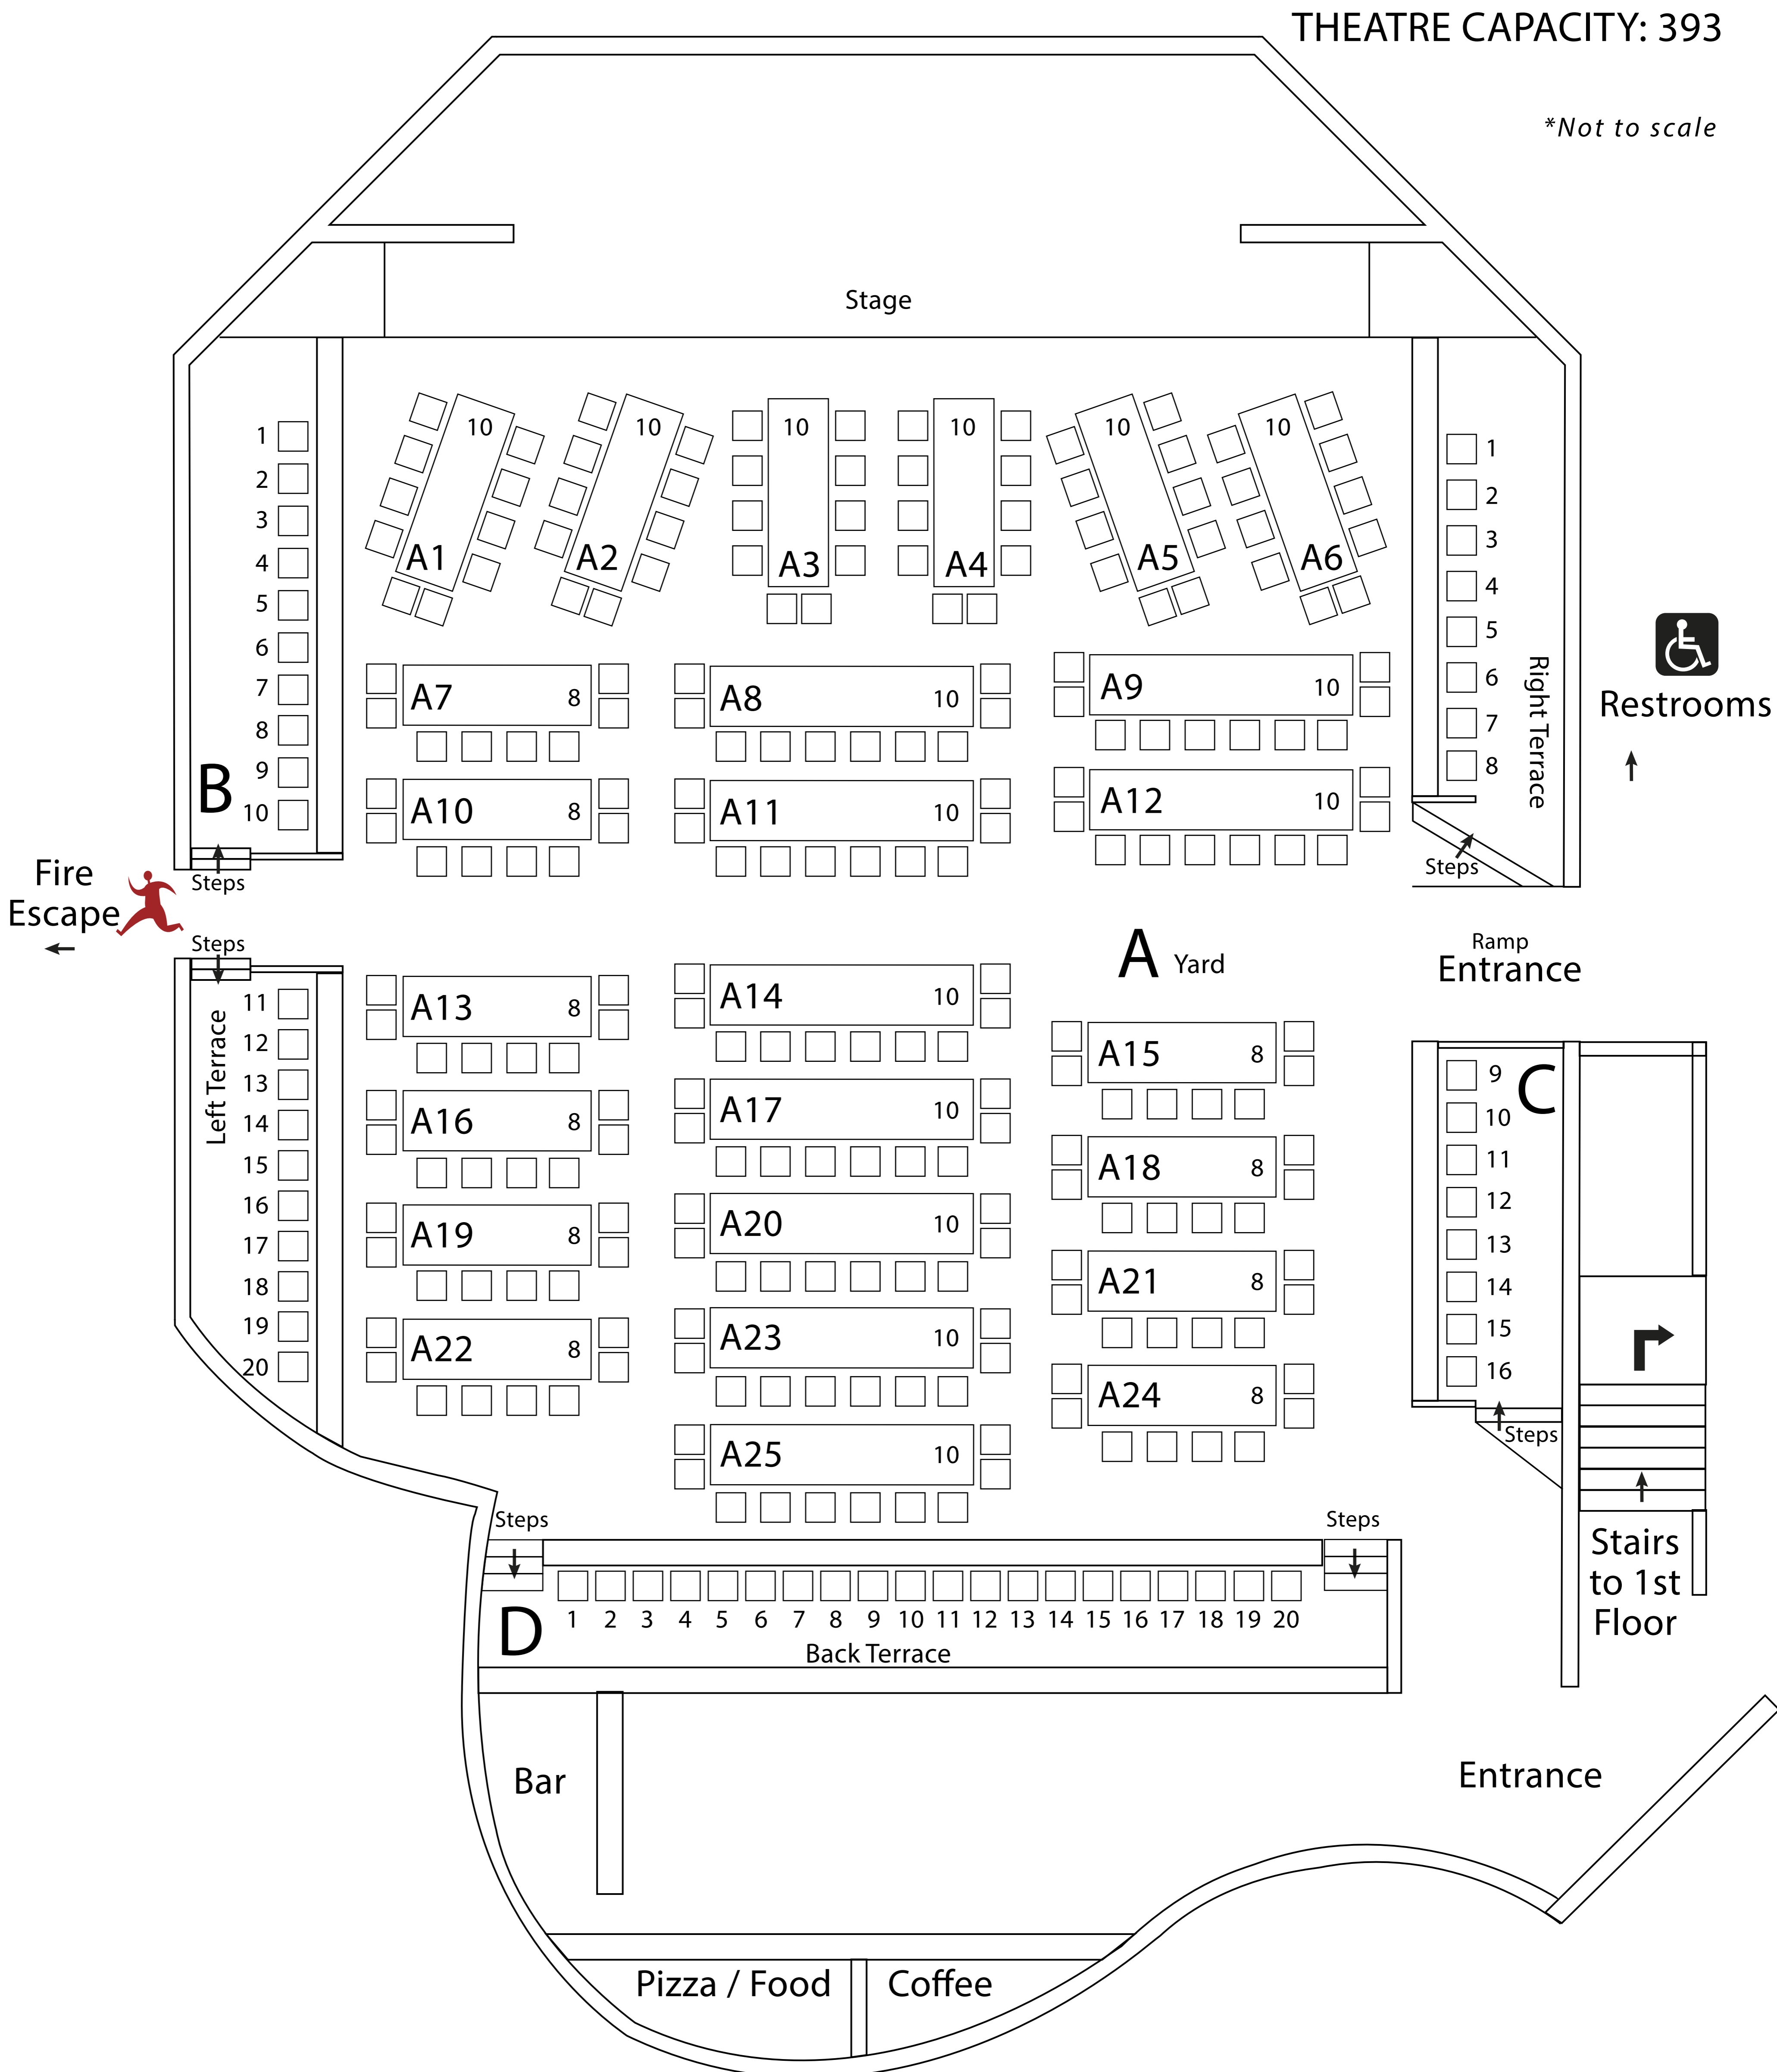 THEATRE CAPACITY: 393
*Not to scale
Stage
10
10
10
10
10
10
A1
A2
A3
A4
A5
A6
1
2
3
4
5
6
7
8
9
10
B
Steps
1
2
3
4
5
6
7
8
Right Terrace
Steps
Restrooms
A7 8
A8 10
A9 10
A10 8
A11 10
A12 10
Fire
Escape
Steps
A Yard
Ramp
Entrance
11
12
13
14
15
16
17
18
19
20
Left Terrace
A13 8
A14 10
A15 8
A16 8
A17 10
A18 8
A19 8
A20 10
A21 8
A22 8
A23 10
A24 8
A25 10
9
10
11
12
13
14
15
16
C
Steps
Stairs
to 1st
Floor
Steps
Steps
D
1 2 3 4 5 6 7 8 9 10 11 12 13 14 15 16 17 18 19 20
Back Terrace
Bar
Entrance
Pizza / Food
Coffee